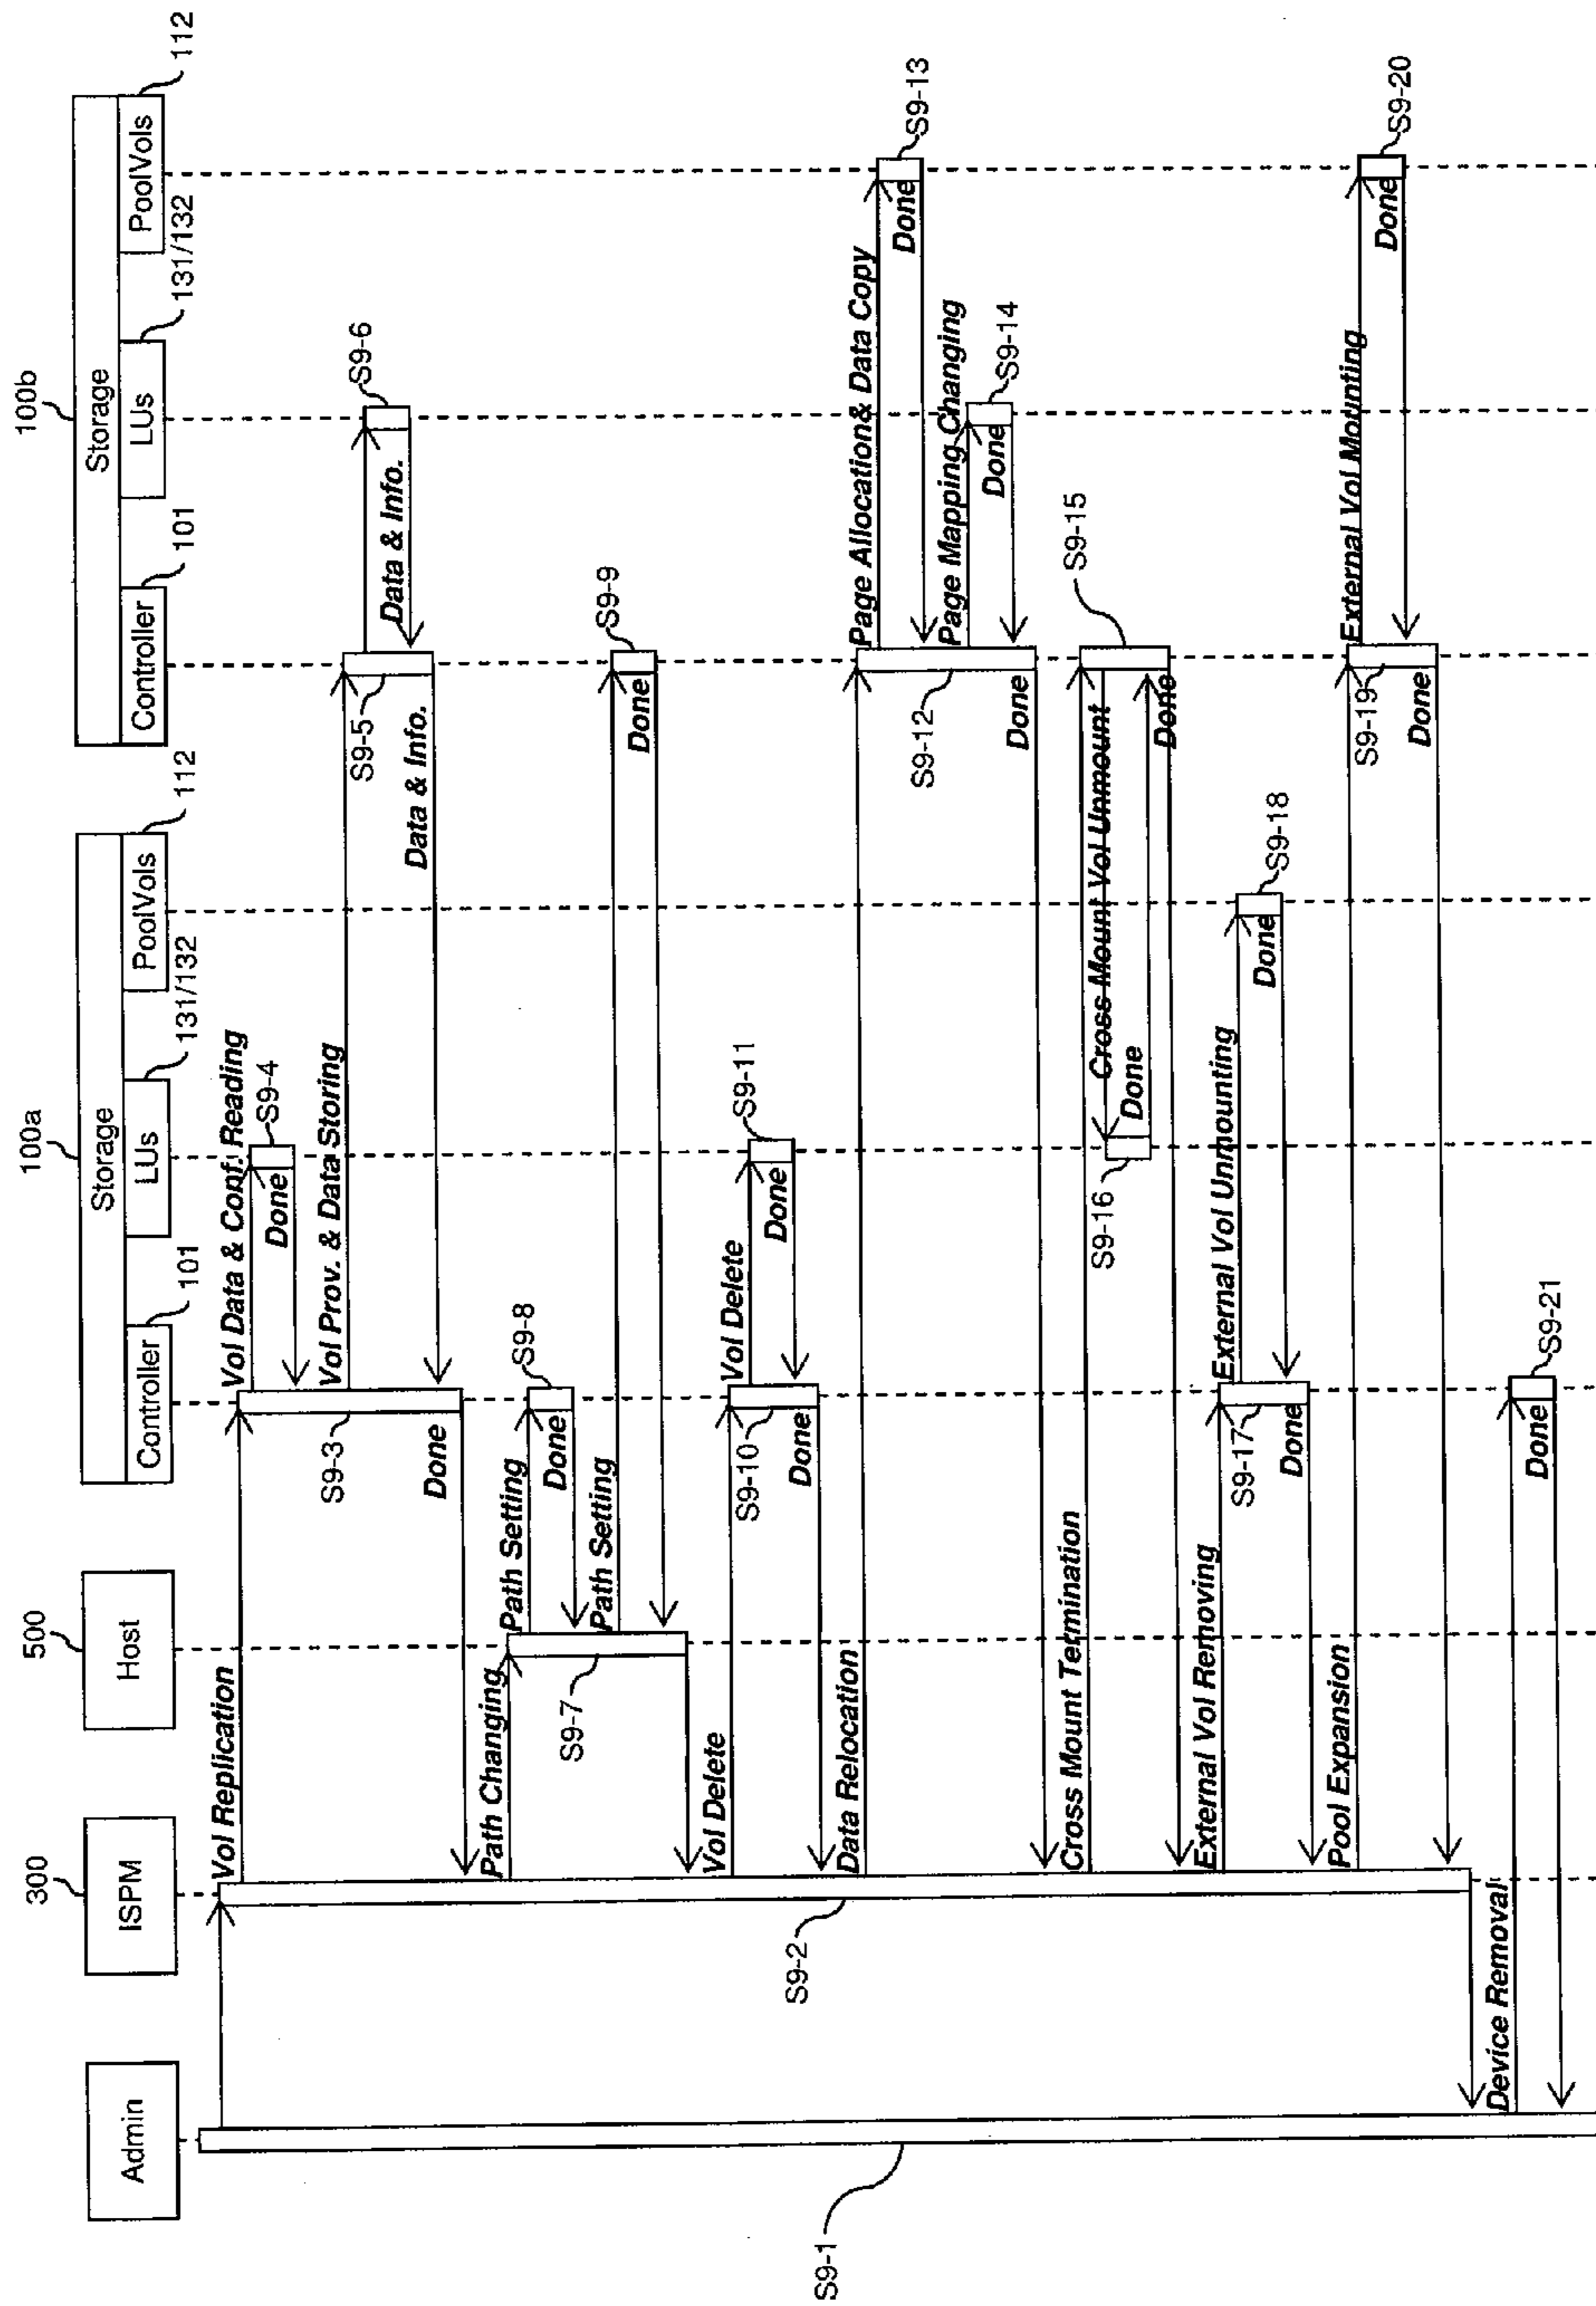 Admin
300
ISPM
500
Host
100a
Storage
Controller
101
LUs
131/132
PoolVols
112
100b
Storage
Controller
101
LUs
131/132
PoolVols
112
S9-1
S9-2
Vol Replication
S9-3
Vol Data & Conf. Reading
S9-4
Done
Vol Prov. & Data Storing
S9-5
S9-6
Data & Info.
Data & Info.
Done
Path Changing
S9-7
Path Setting
S9-8
Done
Path Setting
S9-9
Done
Vol Delete
S9-10
Vol Delete
S9-11
Done
Done
Data Relocation
S9-12
Page Allocation& Data Copy
S9-13
Done
Page Mapping Changing
S9-14
Done
Done
Cross Mount Termination
S9-15
Cross Mount Vol Unmount
S9-16
Done
Done
External Vol Removing
S9-17
External Vol Unmounting
S9-18
Done
Done
Pool Expansion
S9-19
External Vol Mounting
S9-20
Done
Done
Device Removal
S9-21
Done